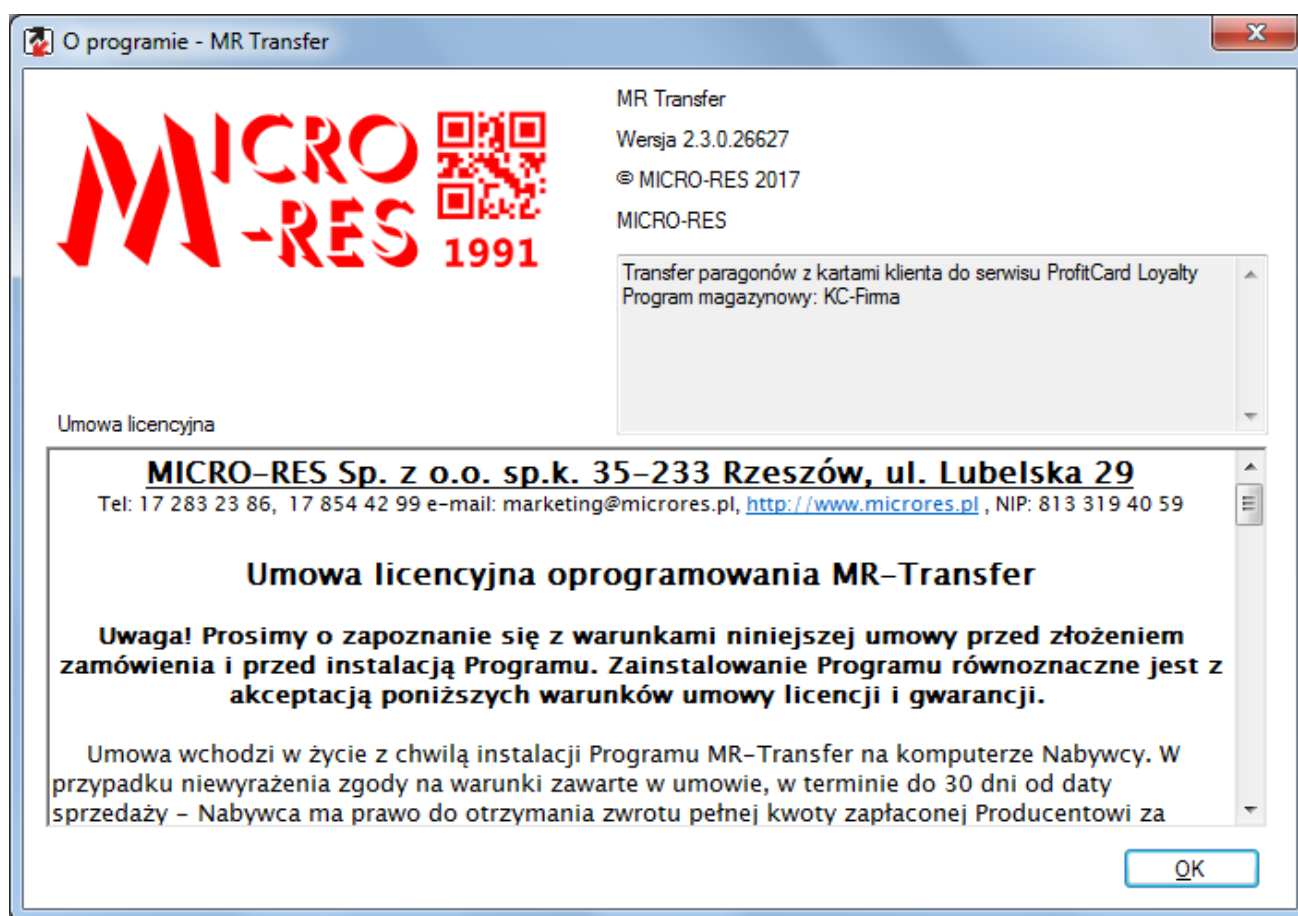 O programie - MR Transfer
MICRO
-RES
1991
MR Transfer
Wersja 2.3.0.26627
© MICRO-RES 2017
MICRO-RES
Transfer paragonów z kartami klienta do serwisu ProfitCard Loyalty
Program magazynowy: KC-Firma
Umowa licencyjna
MICRO-RES Sp. z o.o. sp.k. 35-233 Rzeszów, ul. Lubelska 29
Tel: 17 283 23 86, 17 854 42 99 e-mail: marketing@microres.pl, http://www.microres.pl , NIP: 813 319 40 59
Umowa licencyjna oprogramowania MR-Transfer
Uwaga! Prosimy o zapoznanie się z warunkami niniejszej umowy przed złożeniem
zamówienia i przed instalacją Programu. Zainstalowanie Programu równoznaczne jest z
akceptacją poniższych warunków umowy licencji i gwarancji.
Umowa wchodzi w życie z chwilą instalacji Programu MR-Transfer na komputerze Nabywcy. W
przypadku niewyrażenia zgody na warunki zawarte w umowie, w terminie do 30 dni od daty
sprzedaży - Nabywca ma prawo do otrzymania zwrotu pełnej kwoty zapłaconej Producentowi za
OK